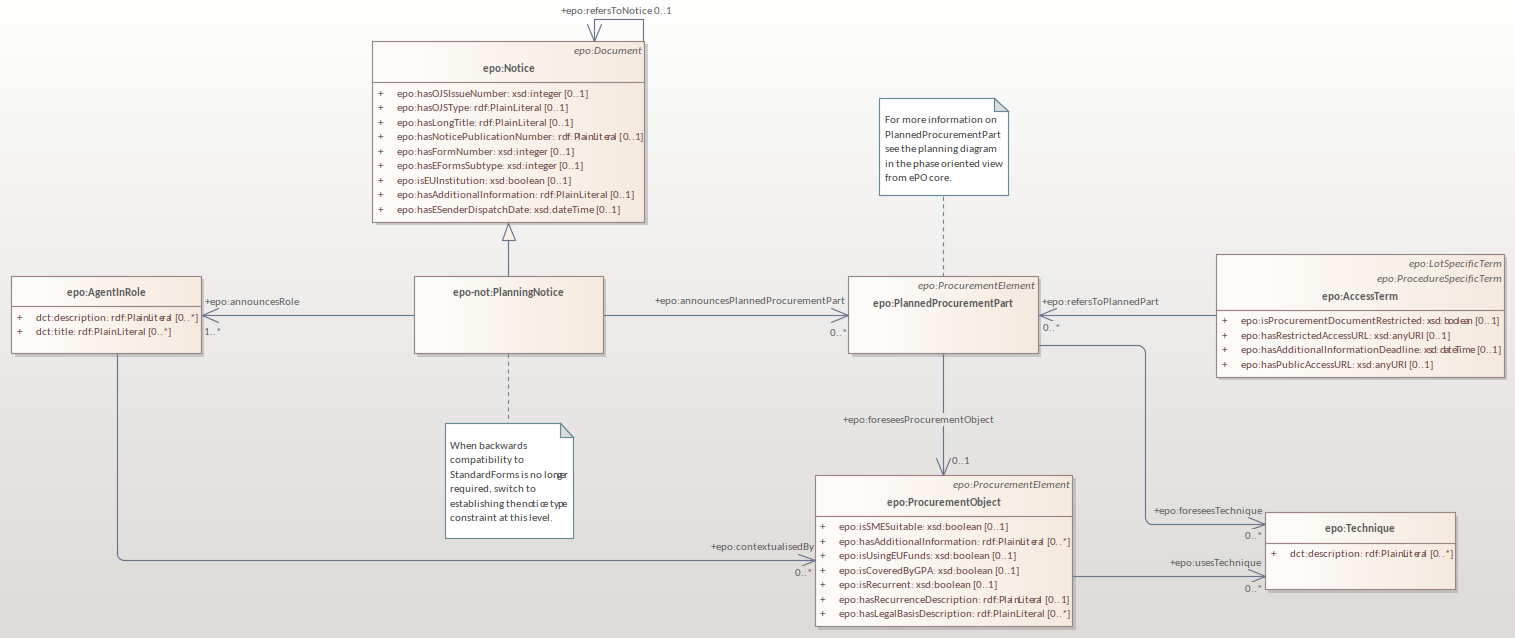 +epo:refersToNotice 0..1
epo:Document
epo:Notice
+ epo:hasOJSIssueNumber: xsd:integer [0..1]
+ epo:hasOJSType: rdf:PlainLiteral [0..1]
+ epo:hasLongTitle: rdf:PlainLiteral [0..1]
+ epo:hasNoticePublicationNumber: rdf:PlainLiteral [0..1]
+ epo:hasFormNumber: xsd:integer [0..1]
+ epo:hasEFormsSubtype: xsd:integer [0..1]
+ epo:isEUInstitution: xsd:boolean [0..1]
+ epo:hasAdditionalInformation: rdf:PlainLiteral [0..1]
+ epo:hasESenderDispatchDate: xsd:dateTime [0..1]
For more information on
PlannedProcurementPart
see the planning diagram
in the phase oriented view
from ePO core.
epo:AgentInRole
+ dct:description: rdf:PlainLiteral [0..*]
+ dct:title: rdf:PlainLiteral [0..*]
+epo:announcesRole
1..*
epo-not:PlanningNotice
+epo:announcesPlannedProcurementPart
0..*
epo:ProcurementElement
epo:PlannedProcurementPart
+epo:refersToPlannedPart
0..*
epo:LotSpecificTerm
epo:ProcedureSpecificTerm
epo:AccessTerm
+ epo:isProcurementDocumentRestricted: xsd:boolean [0..1]
+ epo:hasRestrictedAccessURL: xsd:anyURI [0..1]
+ epo:hasAdditionalInformationDeadline: xsd:dateTime [0..1]
+ epo:hasPublicAccessURL: xsd:anyURI [0..1]
When backwards
compatibility to
StandardForms is no longer
required, switch to
establishing the notice type
constraint at this level.
+epo:foreseesProcurementObject
0..1
epo:ProcurementElement
epo:ProcurementObject
+ epo:isSMESuitable: xsd:boolean [0..1]
+ epo:hasAdditionalInformation: rdf:PlainLiteral [0..*]
+ epo:isUsingEUFunds: xsd:boolean [0..1]
+ epo:isCoveredByGPA: xsd:boolean [0..1]
+ epo:isRecurrent: xsd:boolean [0..1]
+ epo:hasRecurrenceDescription: rdf:PlainLiteral [0..1]
+ epo:hasLegalBasisDescription: rdf:PlainLiteral [0..*]
+epo:contextualisedBy
0..*
+epo:foreseesTechnique
0..*
+epo:usesTechnique
0..*
epo:Technique
+ dct:description: rdf:PlainLiteral [0..*]